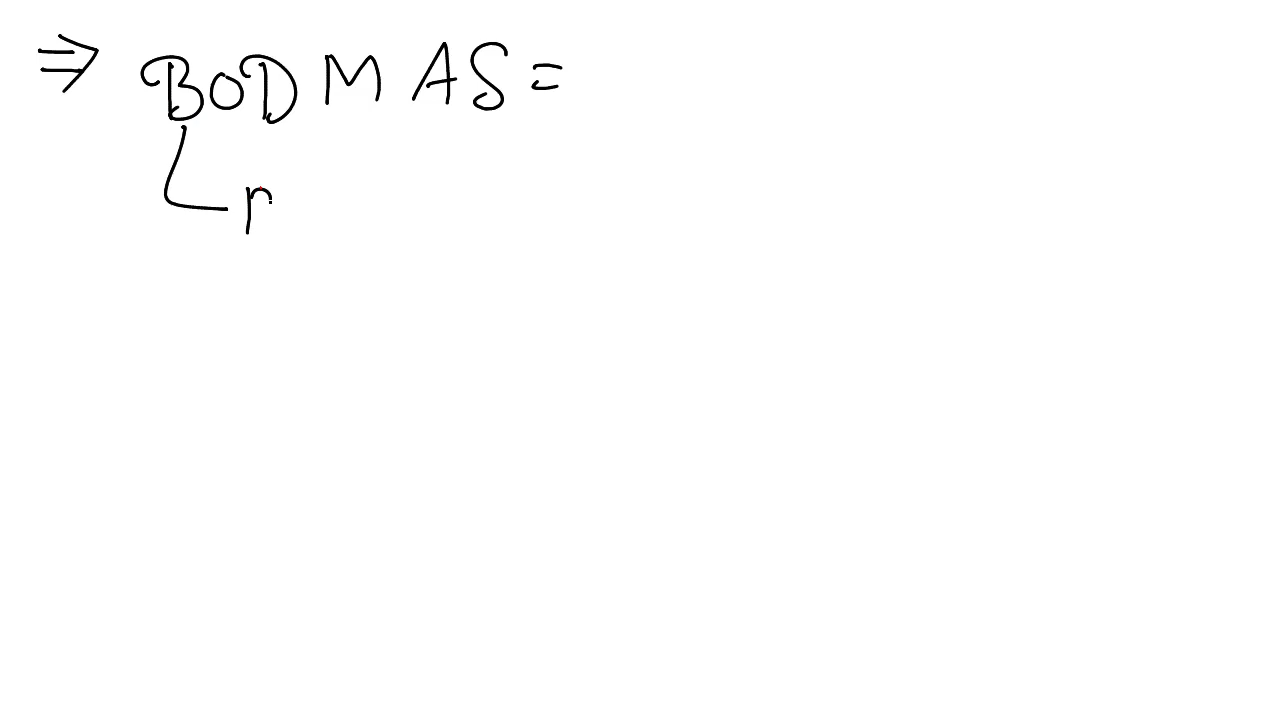 ⇒ BODMAS =